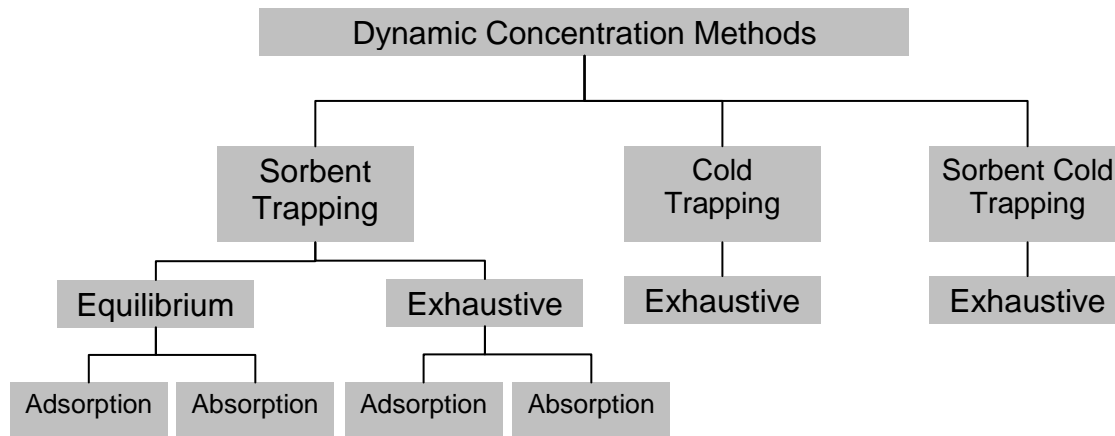 Dynamic Concentration Methods
Sorbent
Trapping
Cold
Trapping
Sorbent Cold
Trapping
Equilibrium
Exhaustive
Exhaustive
Exhaustive
Adsorption
Absorption
Adsorption
Absorption